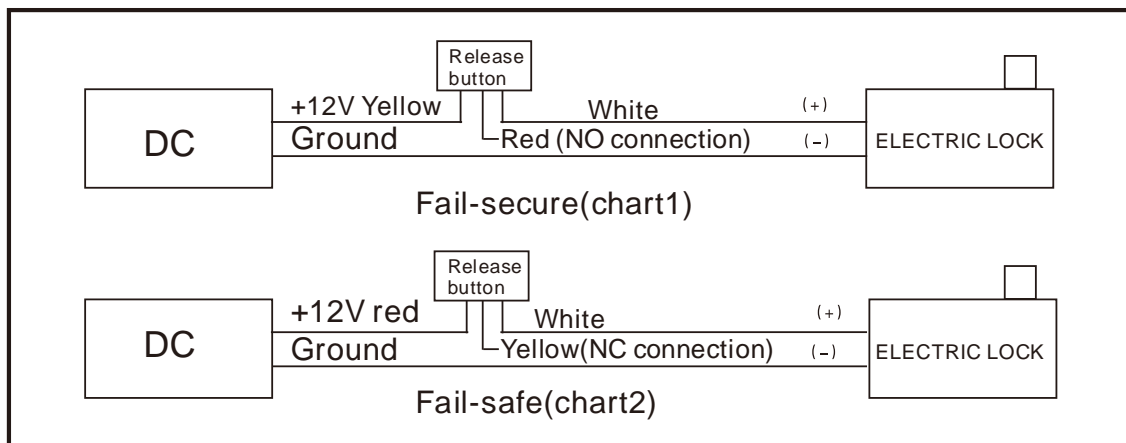 Release
button
+12V Yellow
White
(+)
DC
Ground
Red (NO connection)
(-)
ELECTRIC LOCK
Fail-secure(chart1)
Release
button
+12V red
White
(+)
DC
Ground
Yellow(NC connection)
(-)
ELECTRIC LOCK
Fail-safe(chart2)